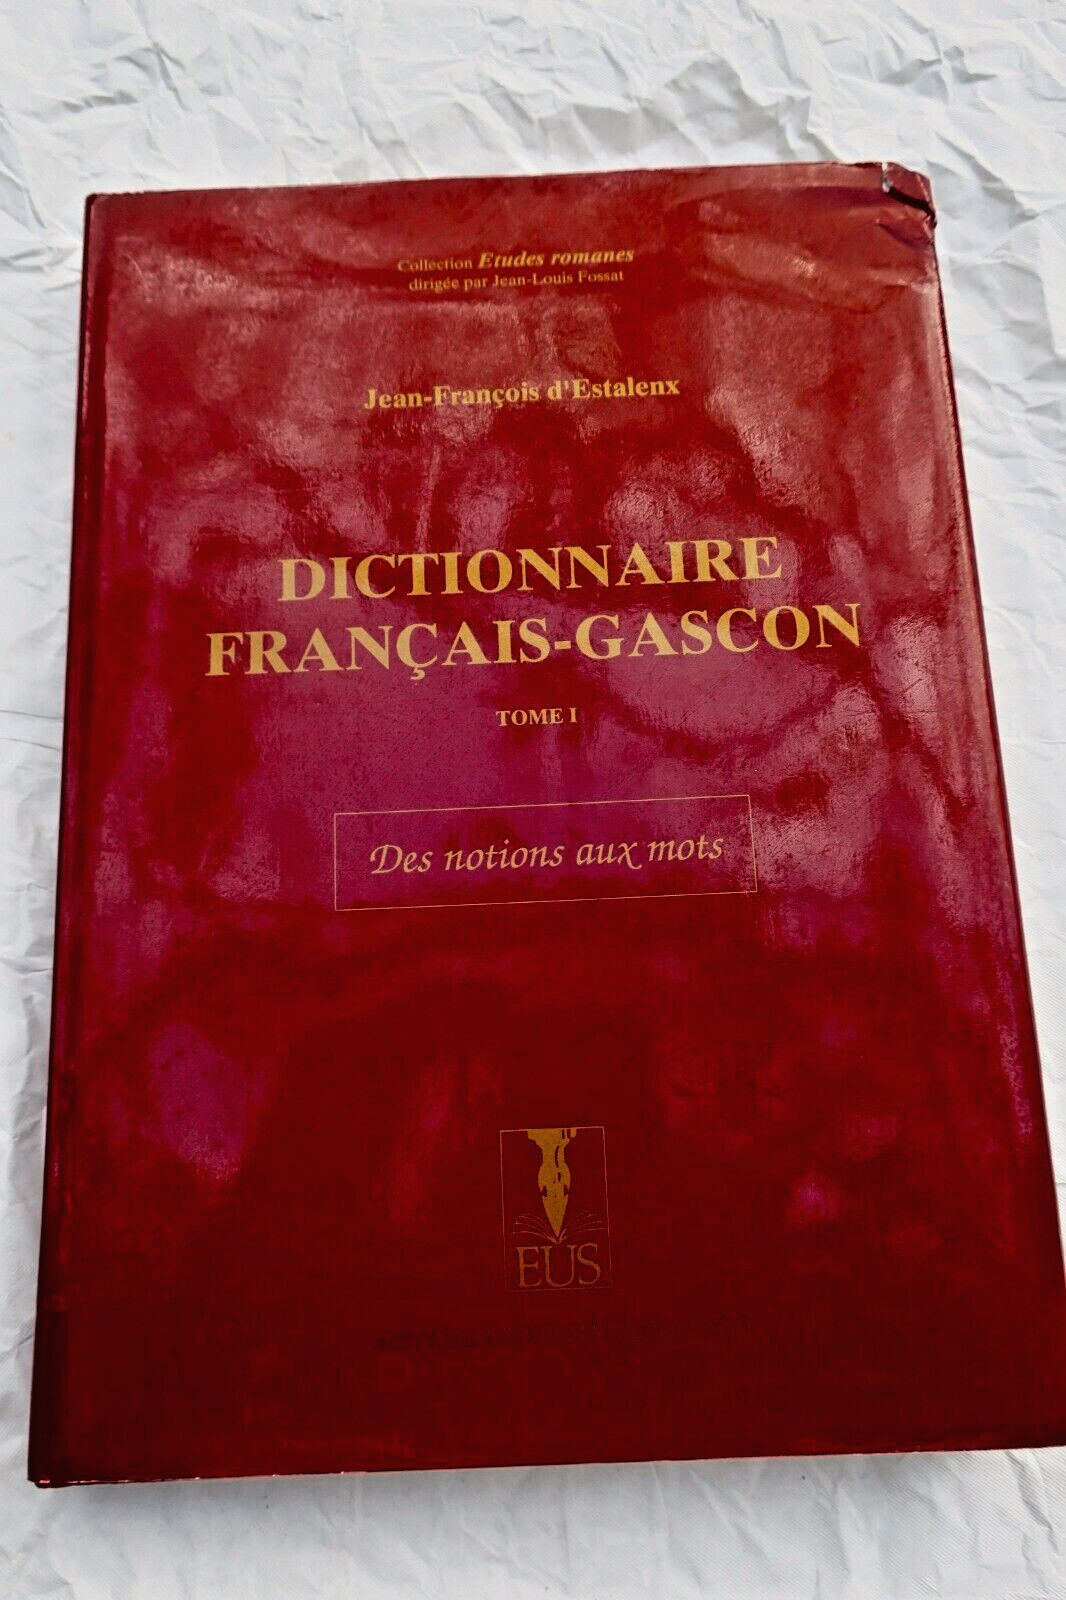 Collection Etudes romanes
dirigée par Jean-Louis Fossat
Jean-François d'Estalenx
DICTIONNAIRE
FRANÇAIS-GASCON
TOME I
Des notions aux mots
EUS